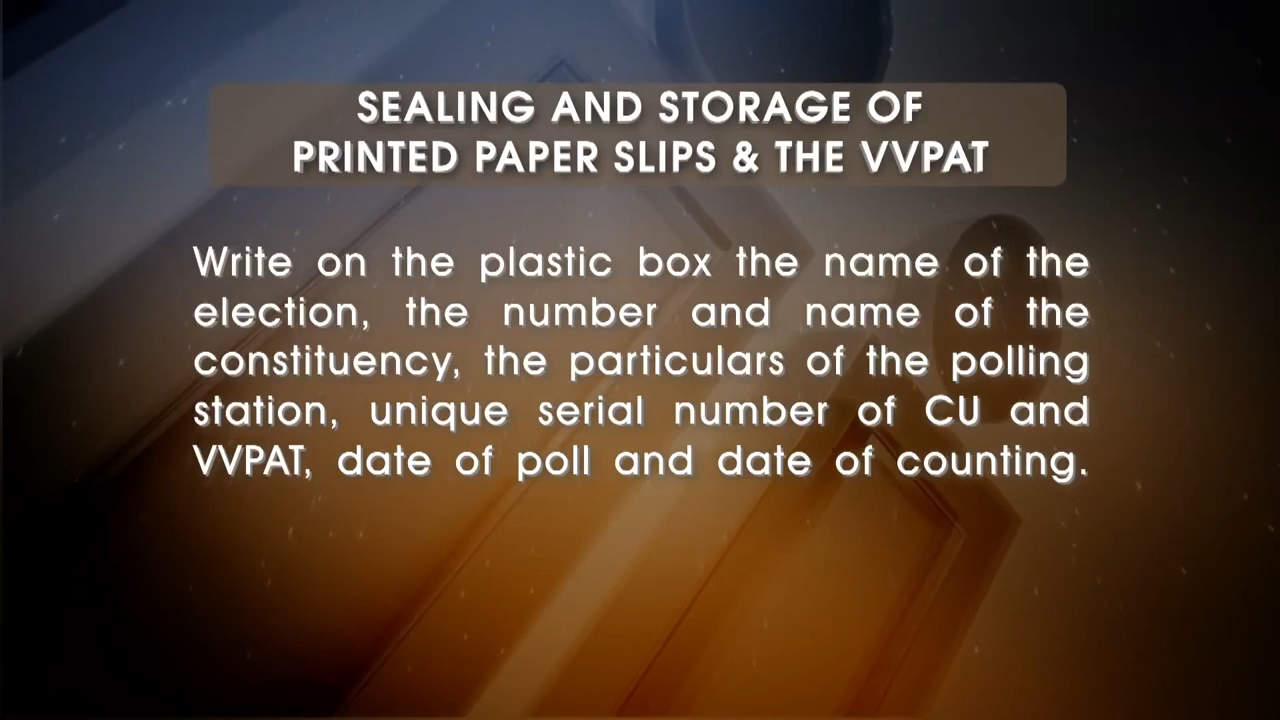 SEALING AND STORAGE OF
PRINTED PAPER SLIPS & THE VVPAT
Write on the plastic box the name of the
election, the number and name of the
constituency, the particulars of the polling
station, unique serial number of CU and
VVPAT, date of poll and date of counting.